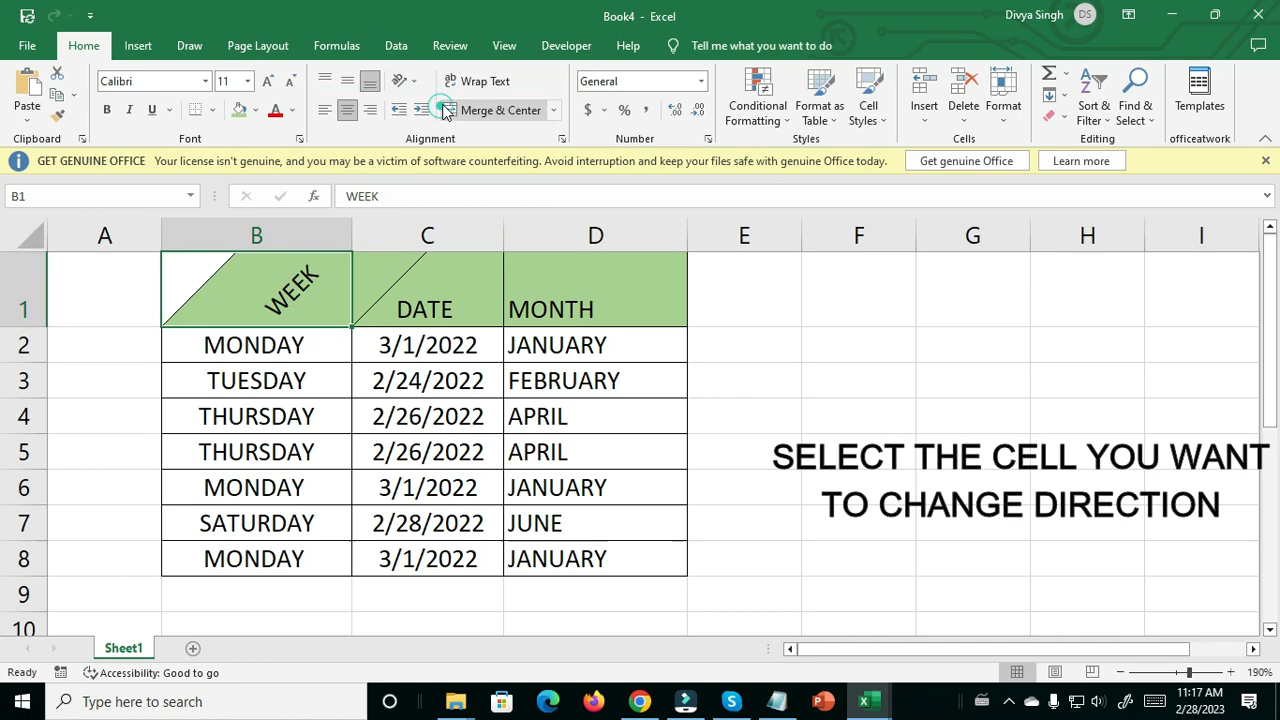 Book4 - Excel
Divya Singh DS
File Home Insert Draw Page Layout Formulas Data Review View Developer Help Tell me what you want to do
Calibri 11 Wrap Text General
Paste B I U A Merge & Center $ % , Conditional Formatting Format as Table Cell Styles Insert Delete Format Sort & Filter Find & Select officeatwork
Clipboard Font Alignment Number Styles Cells Editing officeatwork
GET GENUINE OFFICE Your license isn't genuine, and you may be a victim of software counterfeiting. Avoid interruption and keep your files safe with genuine Office today. Get genuine Office Learn more
B1 fx WEEK
A B C D E F G H I
1 WEEK DATE MONTH
2 MONDAY 3/1/2022 JANUARY
3 TUESDAY 2/24/2022 FEBRUARY
4 THURSDAY 2/26/2022 APRIL
5 THURSDAY 2/26/2022 APRIL
6 MONDAY 3/1/2022 JANUARY
7 SATURDAY 2/28/2022 JUNE
8 MONDAY 3/1/2022 JANUARY
9
10
SELECT THE CELL YOU WANT
TO CHANGE DIRECTION
Sheet1
Ready Accessibility: Good to go 190%
Type here to search
11:17 AM
2/28/2023